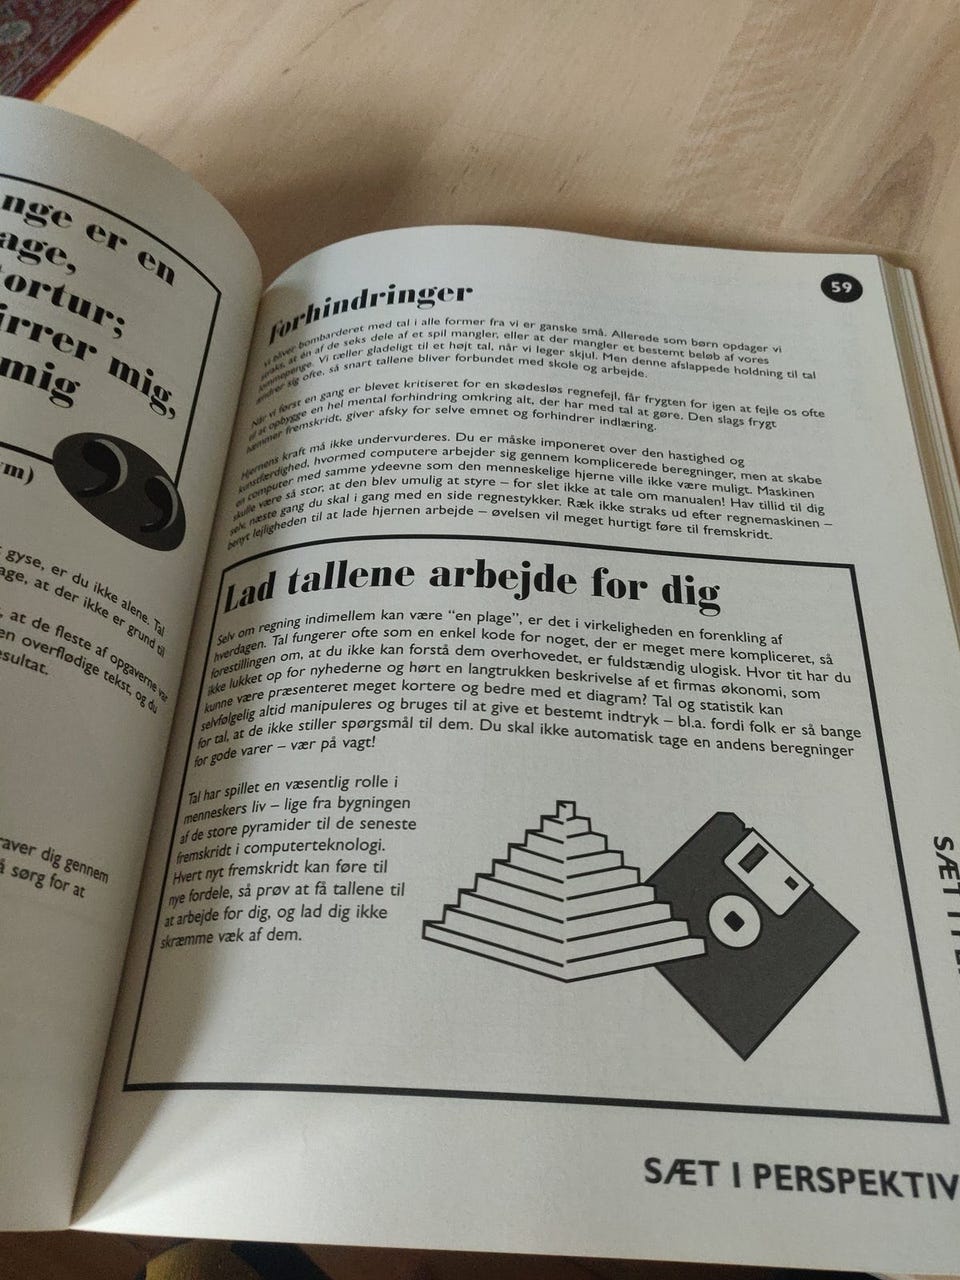 nge er en
age,
ortur;
irrer mig,
mig
m)
gyse, er du ikke alene. Tal
age, at der ikke er grund til
, at de fleste af opgaverne var
en overflødige tekst, og du
esultat.
raver dig gennem
å sørg for at
59
Forhindringer
Vi bliver bombarderet med tal i alle former fra vi er ganske små. Allerede som børn opdager vi
straks, at én af de seks dele af et spil mangler, eller at der mangler et bestemt beløb af vores
lommepenge. Vi tæller gladeligt til et højt tal, når vi leger skjul. Men denne afslappede holdning til tal
ændrer sig ofte, så snart tallene bliver forbundet med skole og arbejde.
Når vi først en gang er blevet kritiseret for en skødesløs regnefejl, får frygten for igen at fejle os ofte
til at opbygge en hel mental forhindring omkring alt, der har med tal at gøre. Den slags frygt
hæmmer fremskridt, giver afsky for selve emnet og forhindrer indlæring.
Hjernens kraft må ikke undervurderes. Du er måske imponeret over den hastighed og
kunstfærdighed, hvormed computere arbejder sig gennem komplicerede beregninger, men at skabe
en computer med samme ydeevne som den menneskelige hjerne ville ikke være muligt. Maskinen
skulle være så stor, at den blev umulig at styre – for slet ikke at tale om manualen! Hav tillid til dig
selv, næste gang du skal i gang med en side regnestykker. Ræk ikke straks ud efter regnemaskinen –
benyt lejligheden til at lade hjernen arbejde – øvelsen vil meget hurtigt føre til fremskridt.
Lad tallene arbejde for dig
Selv om regning indimellem kan være “en plage”, er det i virkeligheden en forenkling af
hverdagen. Tal fungerer ofte som en enkel kode for noget, der er meget mere kompliceret, så
forestillingen om, at du ikke kan forstå dem overhovedet, er fuldstændig ulogisk. Hvor tit har du
ikke lukket op for nyhederne og hørt en langtrukken beskrivelse af et firmas økonomi, som
kunne være præsenteret meget kortere og bedre med et diagram? Tal og statistik kan
selvfølgelig altid manipuleres og bruges til at give et bestemt indtryk – bl.a. fordi folk er så bange
for tal, at de ikke stiller spørgsmål til dem. Du skal ikke automatisk tage en andens beregninger
for gode varer – vær på vagt!
Tal har spillet en væsentlig rolle i
menneskers liv – lige fra bygningen
af de store pyramider til de seneste
fremskridt i computerteknologi.
Hvert nyt fremskridt kan føre til
nye fordele, så prøv at få tallene til
at arbejde for dig, og lad dig ikke
skræmme væk af dem.
SÆT I PERSPEKTIV